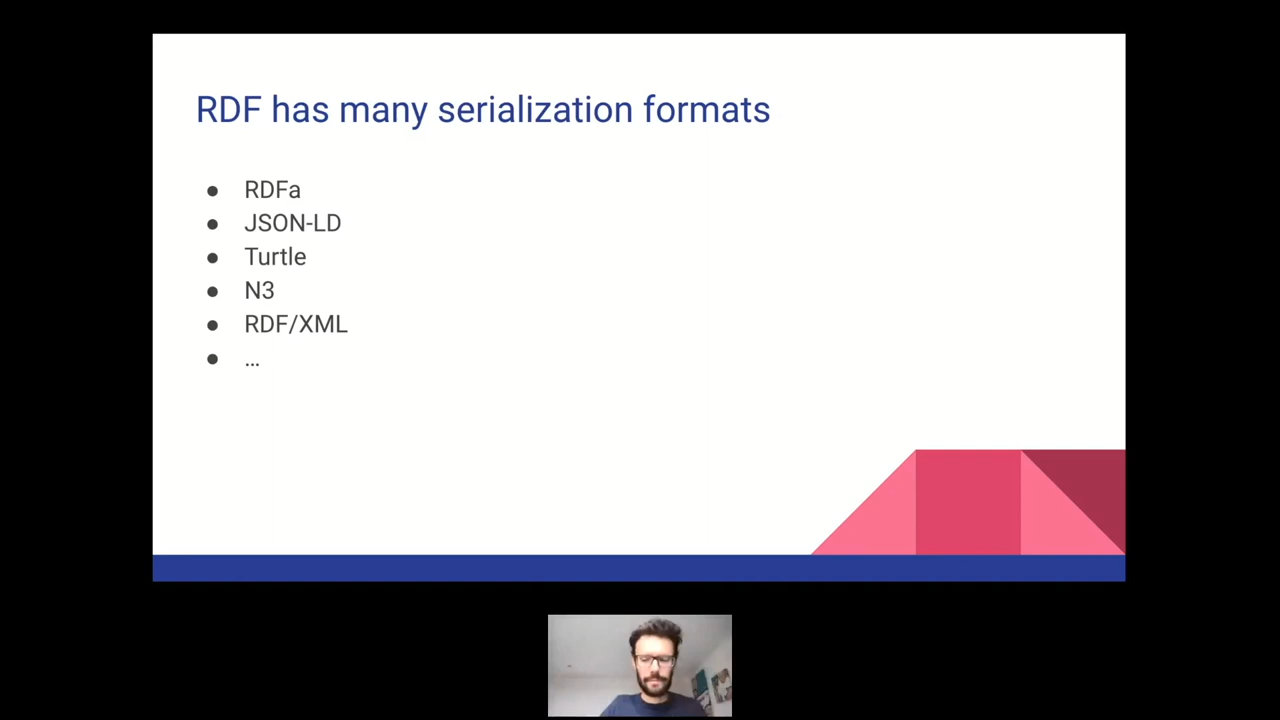 RDF has many serialization formats
● RDFa
● JSON-LD
● Turtle
● N3
● RDF/XML
● ...